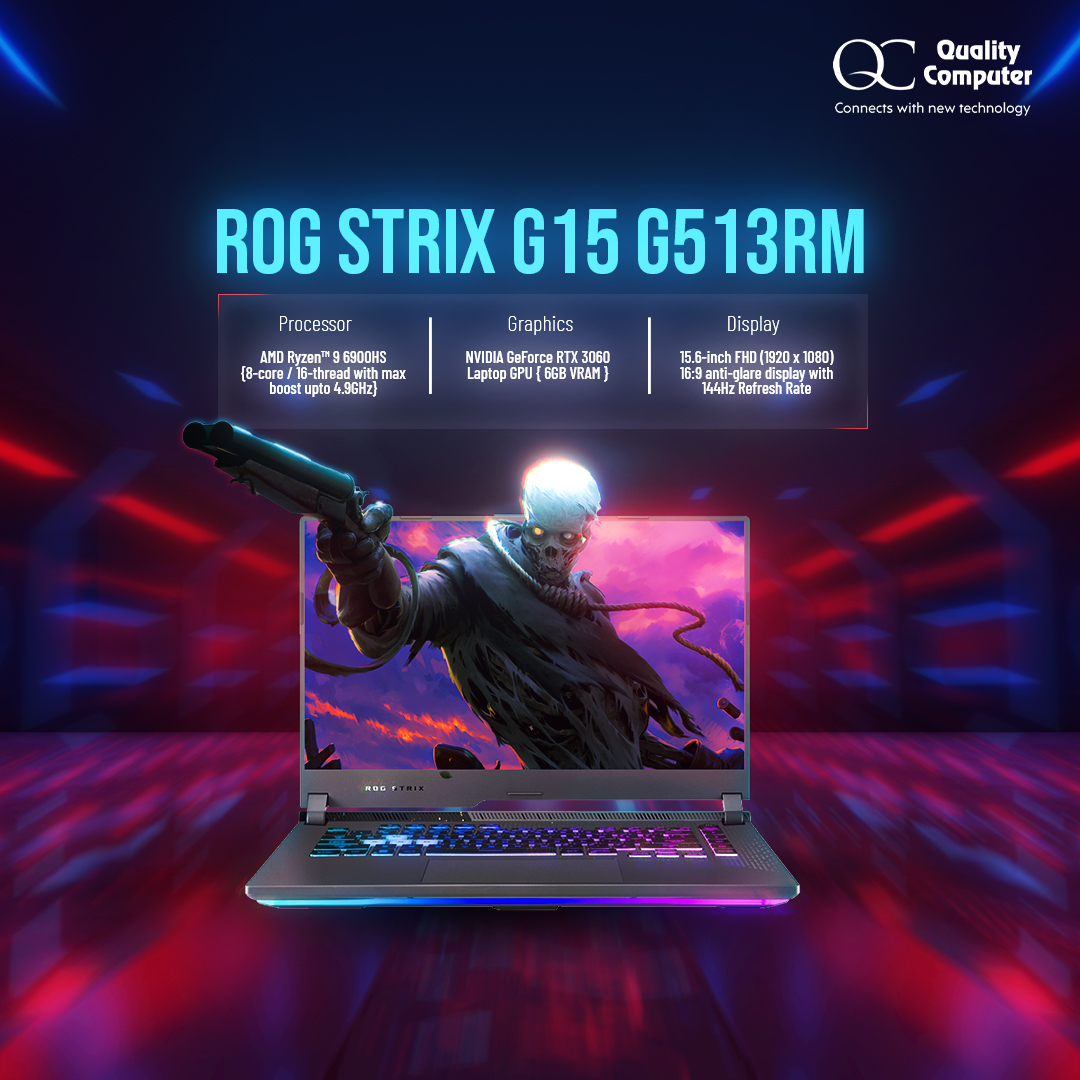 QC Quality
Computer
Connects with new technology
ROG STRIX G15 G513RM
Processor
AMD Ryzen™ 9 6900HS
{8-core / 16-thread with max
boost upto 4.9GHz}
Graphics
NVIDIA GeForce RTX 3060
Laptop GPU { 6GB VRAM }
Display
15.6-inch FHD (1920 x 1080)
16:9 anti-glare display with
144Hz Refresh Rate
ROG STRIX